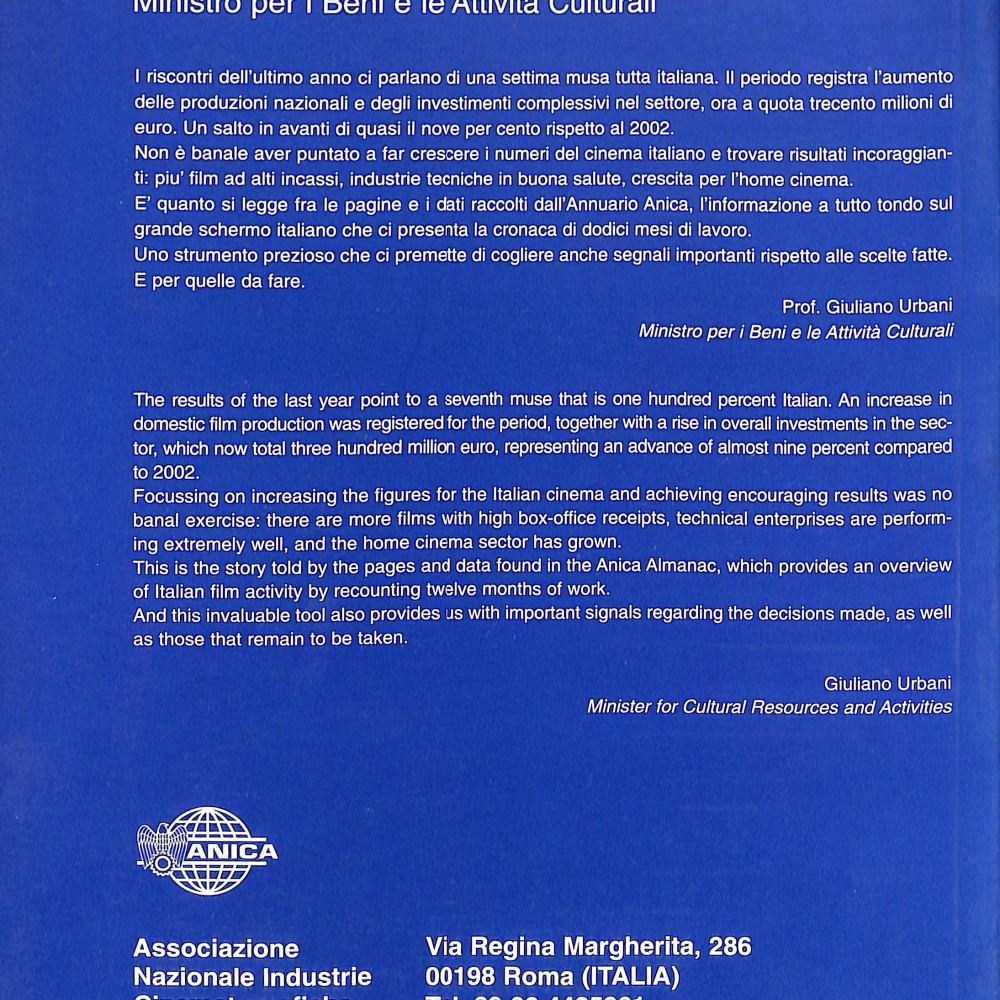 Ministro per i Beni e le Attività Culturali
I riscontri dell'ultimo anno ci parlano di una settima musa tutta italiana. Il periodo registra l'aumento
delle produzioni nazionali e degli investimenti complessivi nel settore, ora a quota trecento milioni di
euro. Un salto in avanti di quasi il nove per cento rispetto al 2002.
Non è banale aver puntato a far crescere i numeri del cinema italiano e trovare risultati incoraggian-
ti: piu' film ad alti incassi, industrie tecniche in buona salute, crescita per l'home cinema.
E' quanto si legge fra le pagine e i dati raccolti dall'Annuario Anica, l'informazione a tutto tondo sul
grande schermo italiano che ci presenta la cronaca di dodici mesi di lavoro.
Uno strumento prezioso che ci premette di cogliere anche segnali importanti rispetto alle scelte fatte.
E per quelle da fare.
Prof. Giuliano Urbani
Ministro per i Beni e le Attività Culturali
The results of the last year point to a seventh muse that is one hundred percent Italian. An increase in
domestic film production was registered for the period, together with a rise in overall investments in the sec-
tor, which now total three hundred million euro, representing an advance of almost nine percent compared
to 2002.
Focussing on increasing the figures for the Italian cinema and achieving encouraging results was no
banal exercise: there are more films with high box-office receipts, technical enterprises are perform-
ing extremely well, and the home cinema sector has grown.
This is the story told by the pages and data found in the Anica Almanac, which provides an overview
of Italian film activity by recounting twelve months of work.
And this invaluable tool also provides us with important signals regarding the decisions made, as well
as those that remain to be taken.
Giuliano Urbani
Minister for Cultural Resources and Activities
ANICA
Associazione
Nazionale Industrie
Via Regina Margherita, 286
00198 Roma (ITALIA)